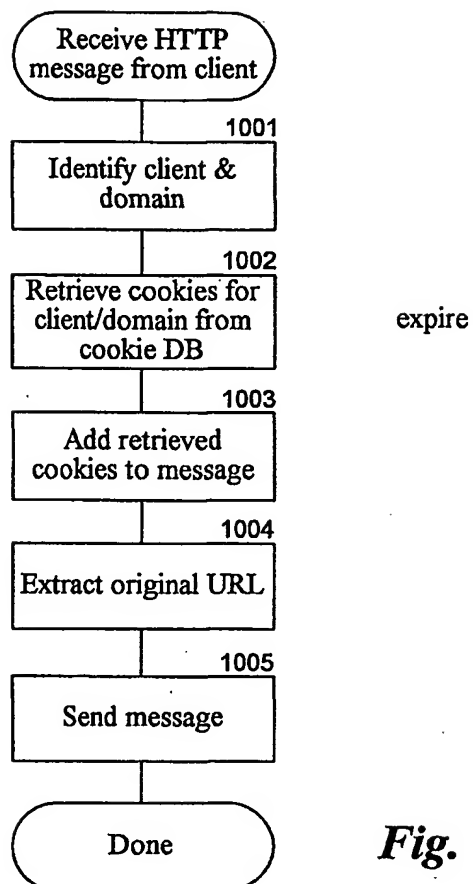 Receive HTTP
message from client
1001
Identify client &
domain
1002
Retrieve cookies for
client/domain from
cookie DB
expire
1003
Add retrieved
cookies to message
1004
Extract original URL
1005
Send message
Done
Fig.